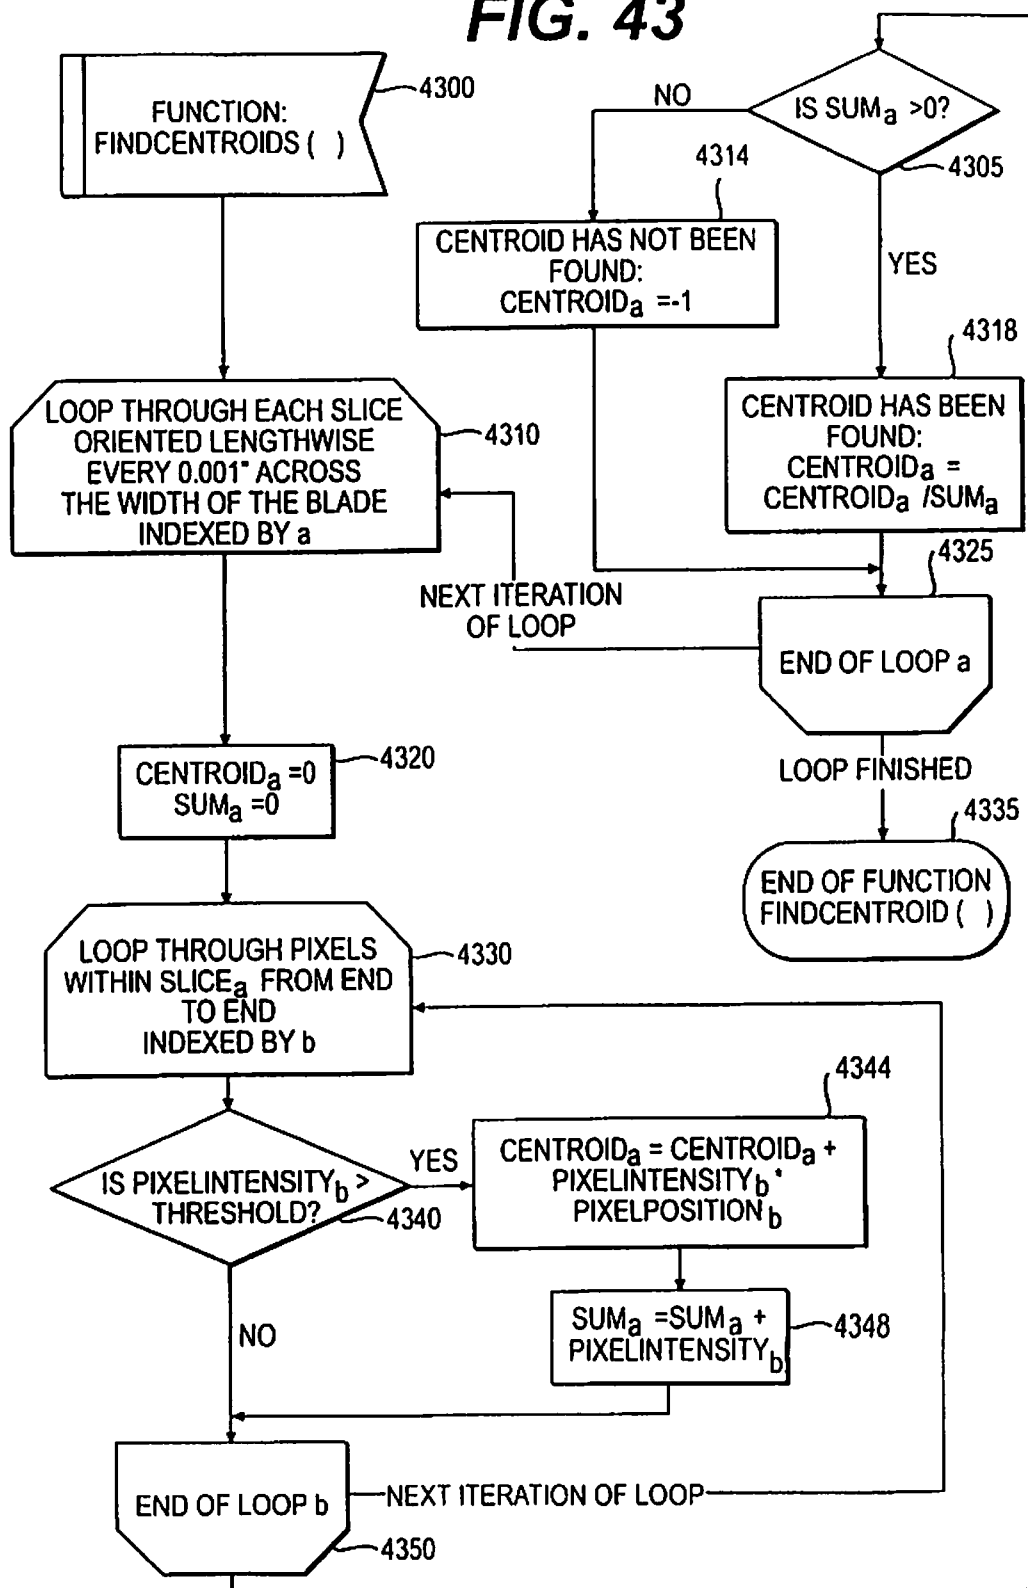 FIG. 43
FUNCTION:
FINDCENTROIDS ( )
4300
LOOP THROUGH EACH SLICE
ORIENTED LENGTHWISE
EVERY 0.001" ACROSS
THE WIDTH OF THE BLADE
INDEXED BY a
4310
CENTROIDa =0
SUMa =0
4320
LOOP THROUGH PIXELS
WITHIN SLICEa FROM END
TO END
INDEXED BY b
4330
IS PIXELINTENSITYb >
THRESHOLD?
4340
YES
NO
CENTROIDa = CENTROIDa +
PIXELINTENSITYb *
PIXELPOSITIONb
4344
SUMa =SUMa +
PIXELINTENSITYb
4348
END OF LOOP b
4350
NEXT ITERATION OF LOOP
IS SUMa >0?
4305
NO
YES
CENTROID HAS NOT BEEN
FOUND:
CENTROIDa =-1
4314
CENTROID HAS BEEN
FOUND:
CENTROIDa =
CENTROIDa /SUMa
4318
END OF LOOP a
4325
NEXT ITERATION
OF LOOP
LOOP FINISHED
END OF FUNCTION
FINDCENTROID ( )
4335